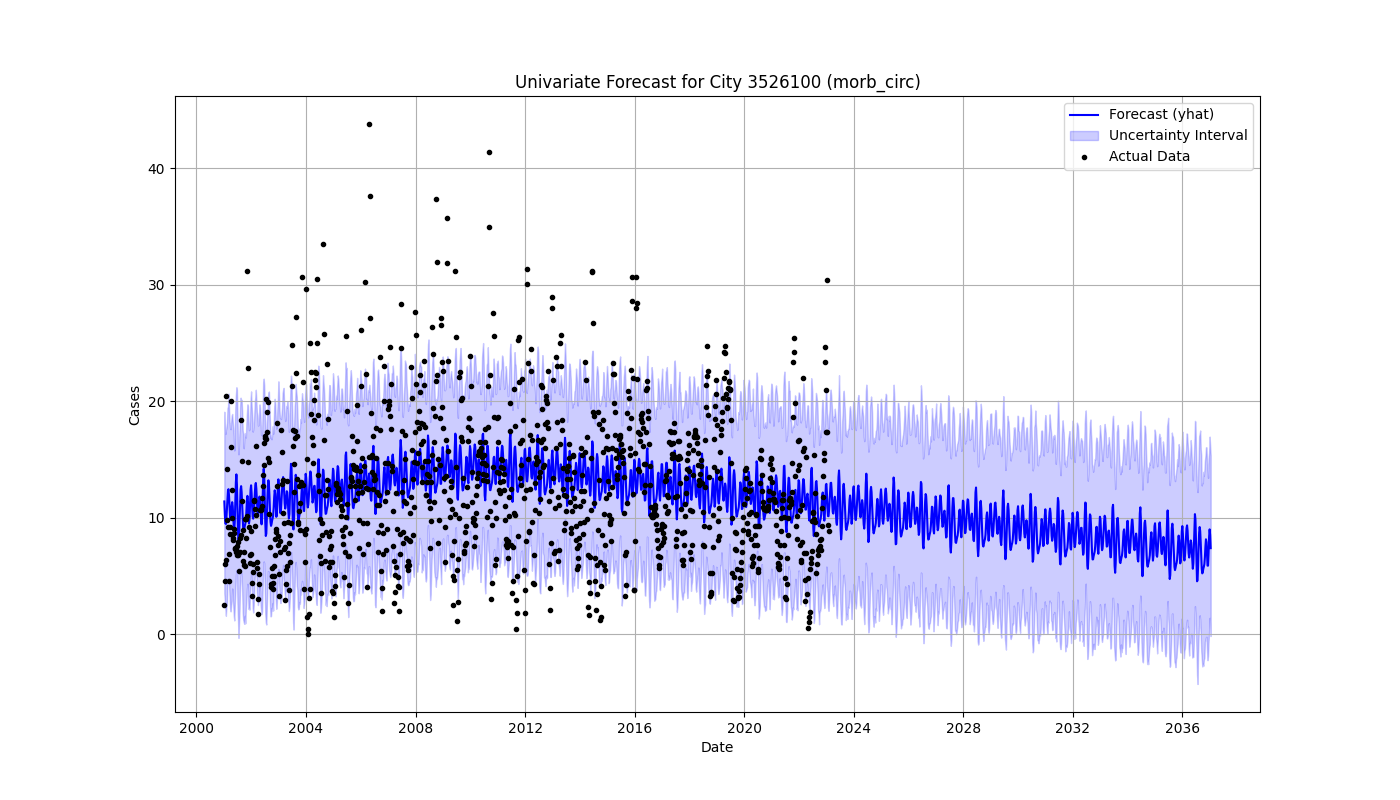 Univariate Forecast for City 3526100 (morb_circ)
Forecast (yhat)
Uncertainty Interval
Actual Data
Cases
40
30
20
10
0
2000 2004 2008 2012 2016 2020 2024 2028 2032 2036
Date